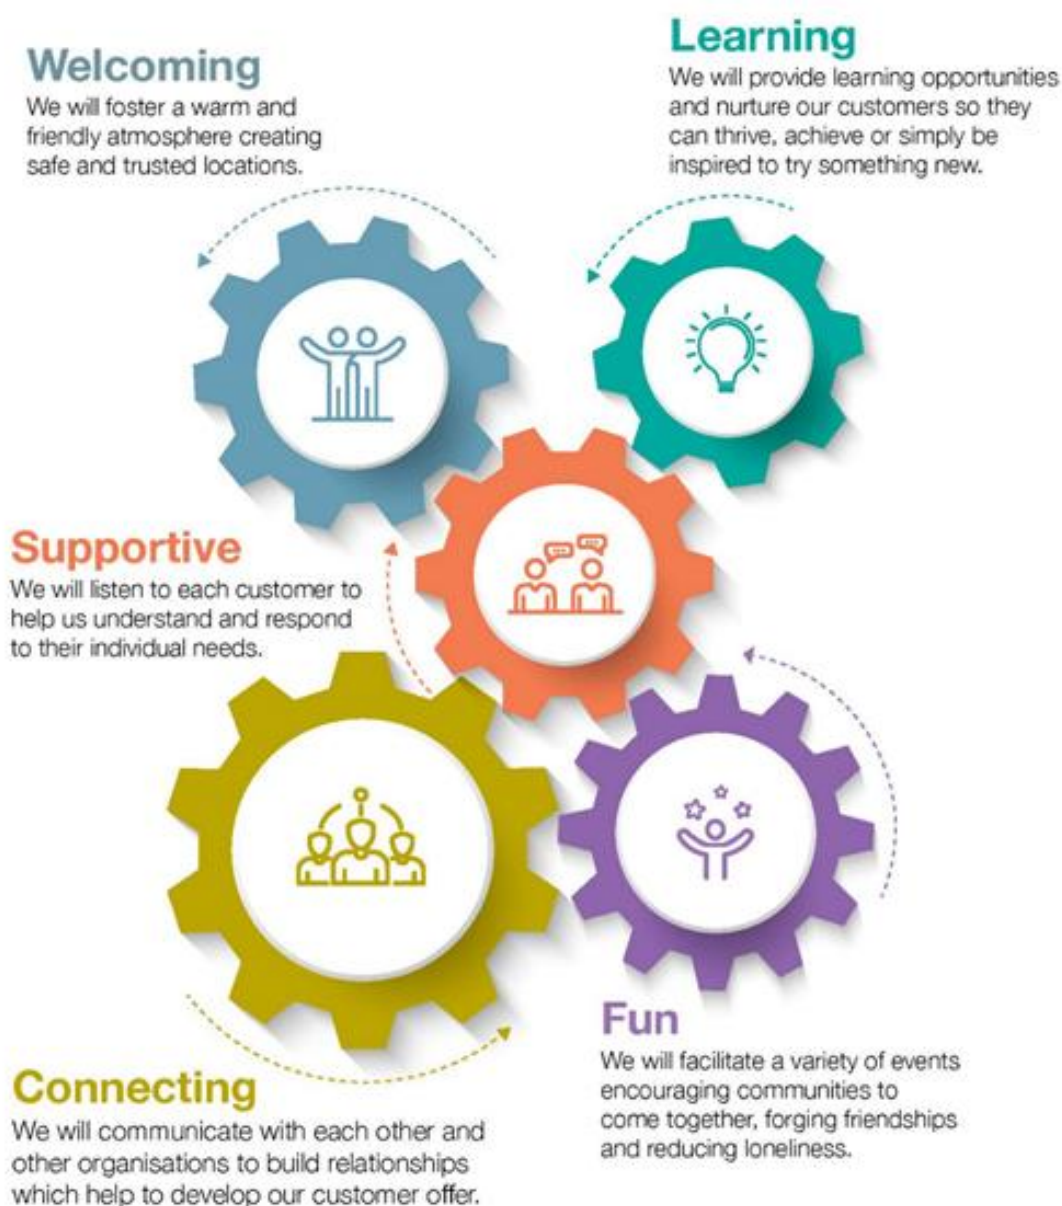 Welcoming
We will foster a warm and
friendly atmosphere creating
safe and trusted locations.
Learning
We will provide learning opportunities
and nurture our customers so they
can thrive, achieve or simply be
inspired to try something new.
Supportive
We will listen to each customer to
help us understand and respond
to their individual needs.
Connecting
We will communicate with each other and
other organisations to build relationships
which help to develop our customer offer.
Fun
We will facilitate a variety of events
encouraging communities to
come together, forging friendships
and reducing loneliness.